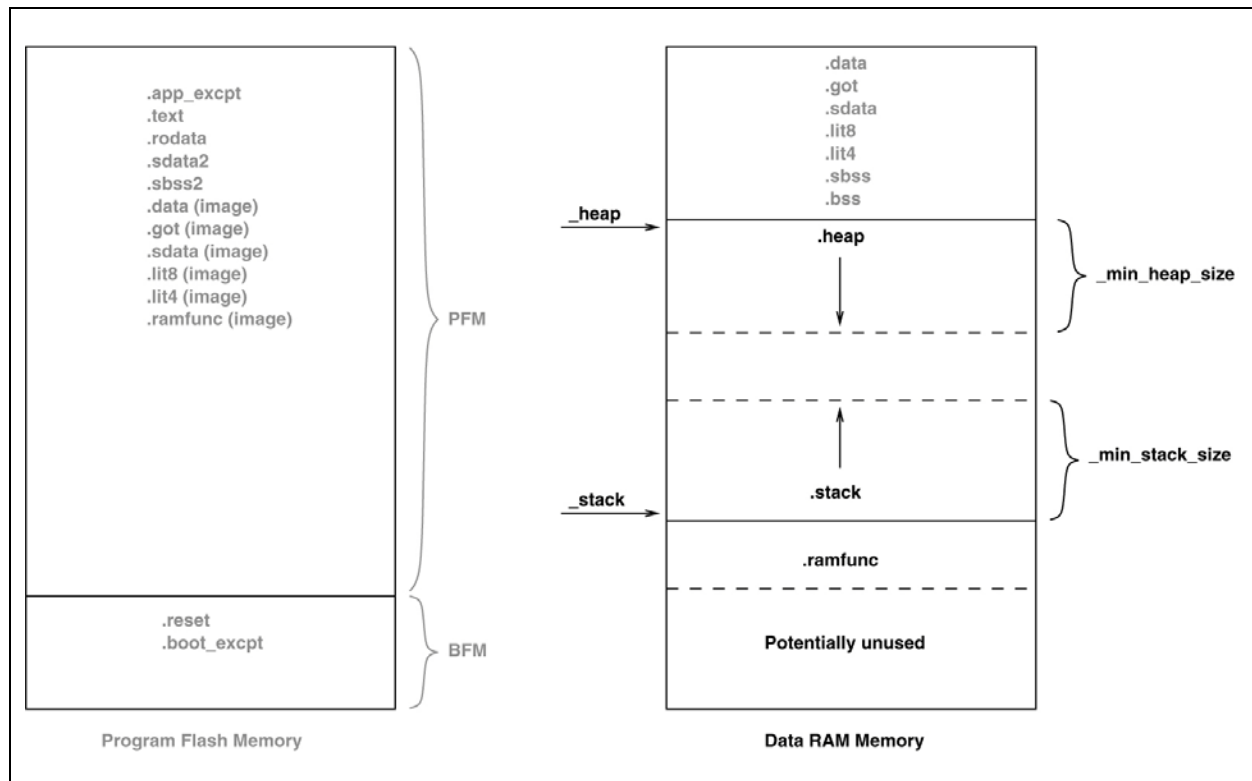 .app_excpt
.text
.rodata
.sdata2
.sbss2
.data (image)
.got (image)
.sdata (image)
.lit8 (image)
.lit4 (image)
.ramfunc (image)
PFM
.reset
.boot_excpt
BFM
Program Flash Memory
.data
.got
.sdata
.lit8
.lit4
.sbss
.bss
_heap
.heap
_min_heap_size
_min_stack_size
_stack
.stack
.ramfunc
Potentially unused
Data RAM Memory